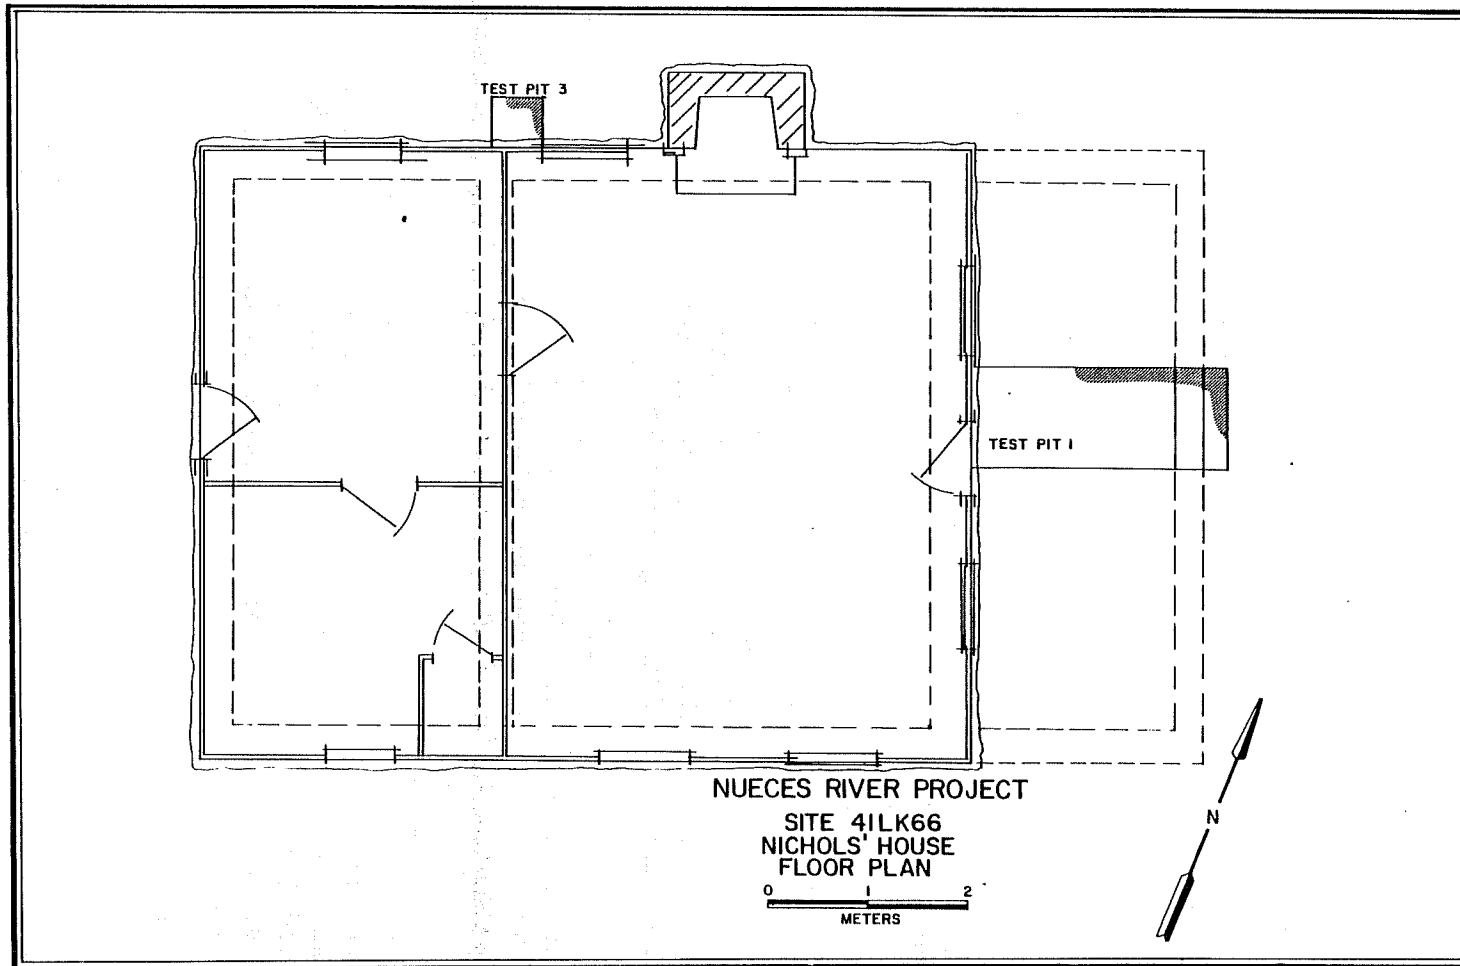 TEST PIT 3
TEST PIT 1
NUECES RIVER PROJECT
SITE 41LK66
NICHOLS' HOUSE
FLOOR PLAN
0 1 2
METERS
N